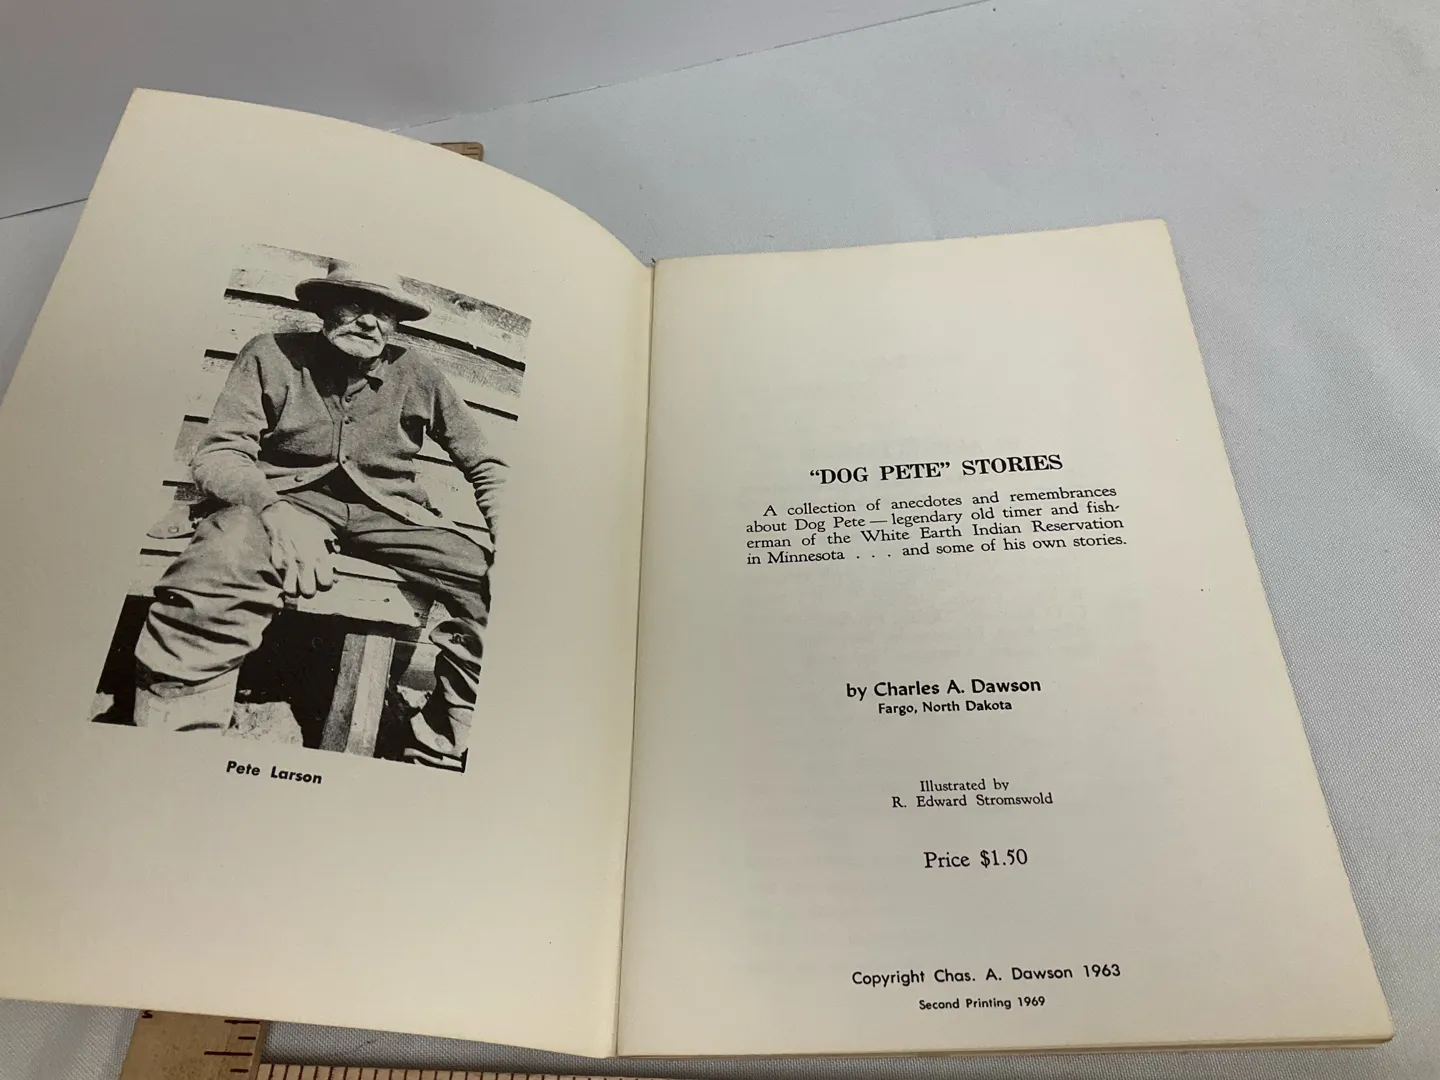 Pete Larson
"DOG PETE" STORIES
A collection of anecdotes and remembrances
about Dog Pete — legendary old timer and fish-
erman of the White Earth Indian Reservation
in Minnesota . . . and some of his own stories.
by Charles A. Dawson
Fargo, North Dakota
Illustrated by
R. Edward Stromswold
Price $1.50
Copyright Chas. A. Dawson 1963
Second Printing 1969